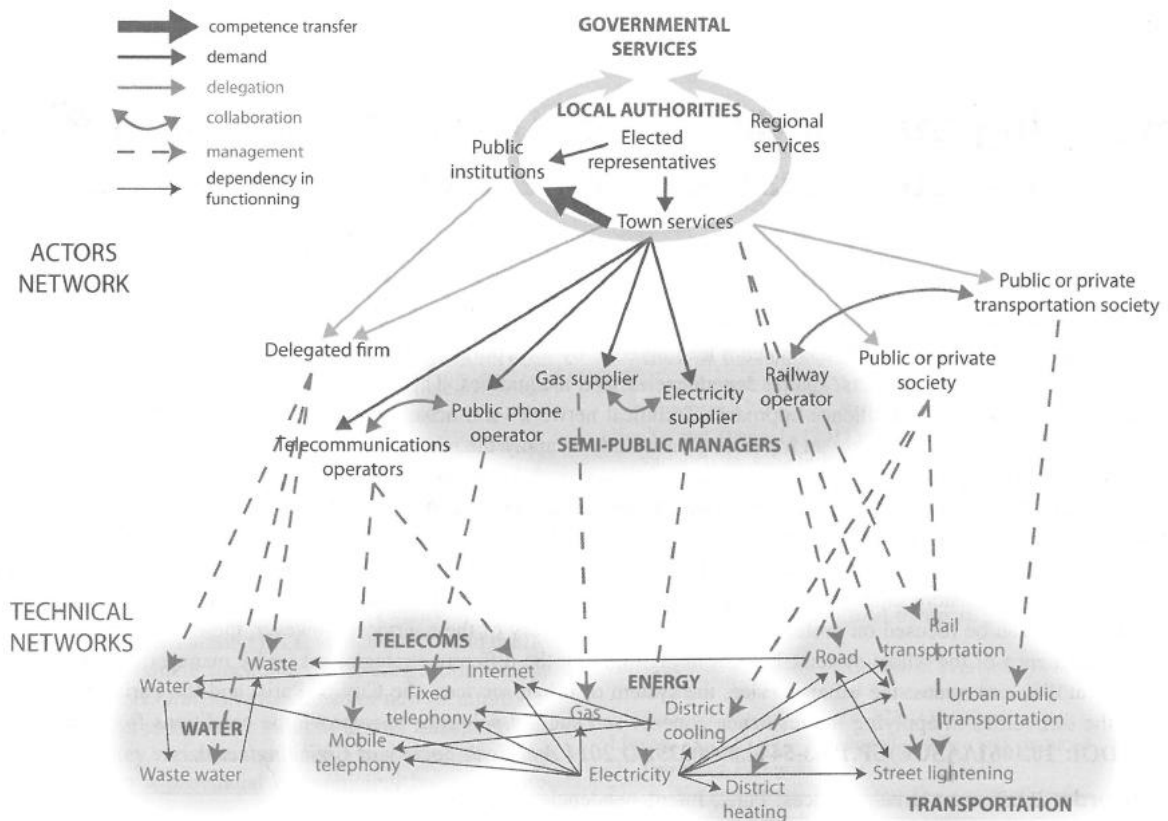 competence transfer
demand
delegation
collaboration
management
dependency in
functionning
GOVERNMENTAL
SERVICES
LOCAL AUTHORITIES
Elected
representatives
Regional
services
Public
institutions
Town services
ACTORS
NETWORK
Public or private
transportation society
Delegated firm
Public or private
society
Gas supplier
Railway
operator
Electricity
supplier
Public phone
operator
SEMI-PUBLIC MANAGERS
Telecommunications
operators
TECHNICAL
NETWORKS
TELECOMS
Rail
transportation
Waste
Internet
Road
Water
ENERGY
Fixed
telephony
Gas
District
cooling
Urban public
transportation
WATER
Mobile
telephony
Waste water
Electricity
Street lightening
District
heating
TRANSPORTATION